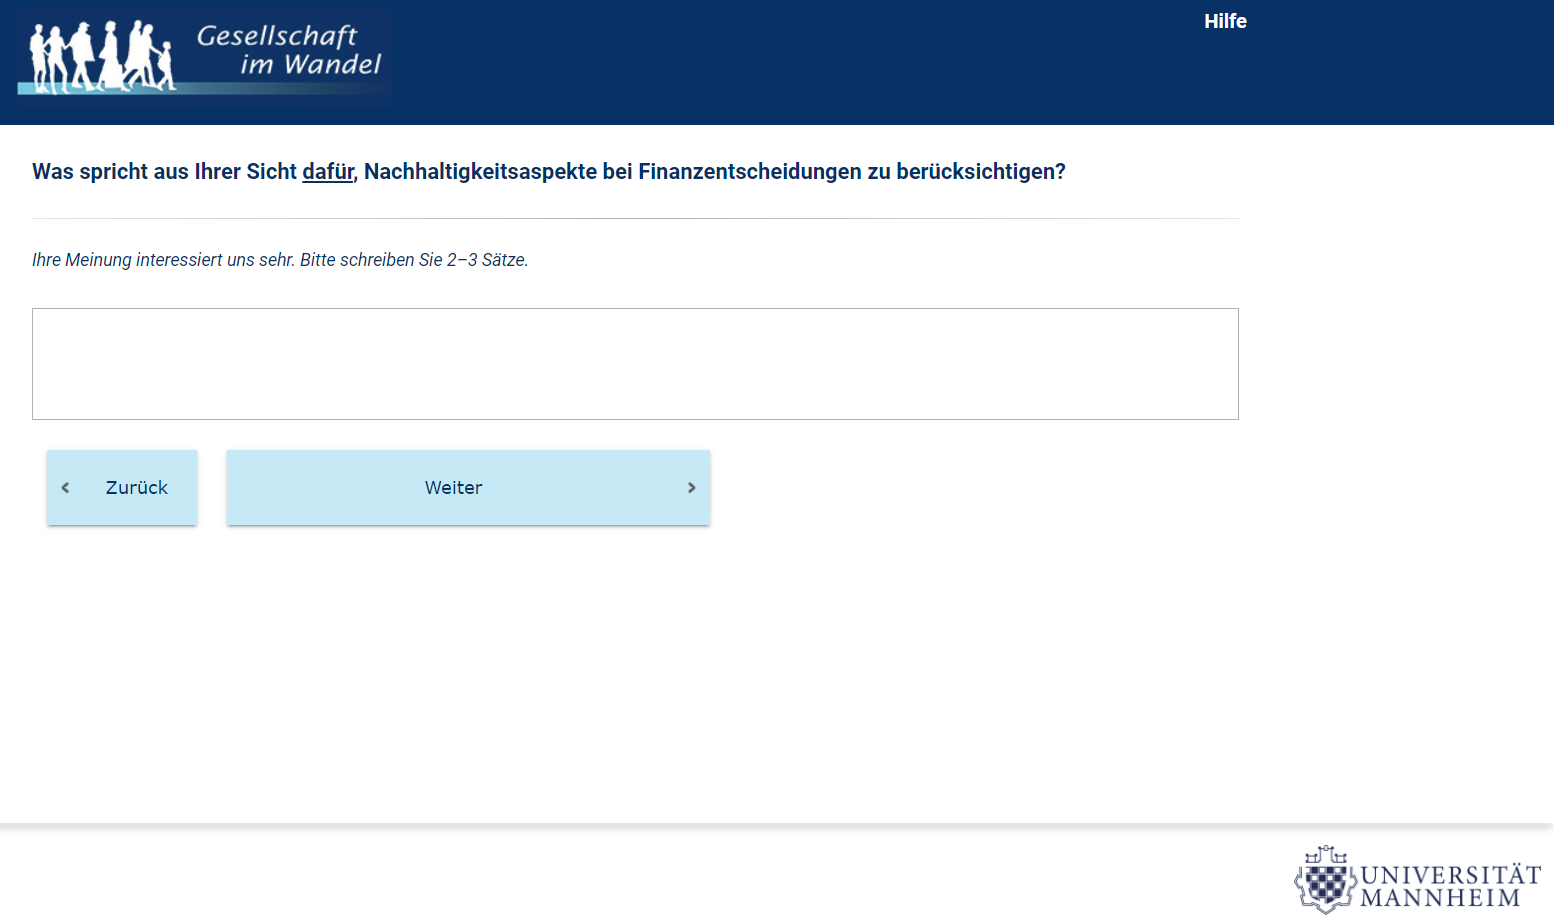 Gesellschaft
im Wandel
Hilfe
Was spricht aus Ihrer Sicht dafür, Nachhaltigkeitsaspekte bei Finanzentscheidungen zu berücksichtigen?
Ihre Meinung interessiert uns sehr. Bitte schreiben Sie 2–3 Sätze.
Zurück
Weiter
UNIVERSITÄT
MANNHEIM